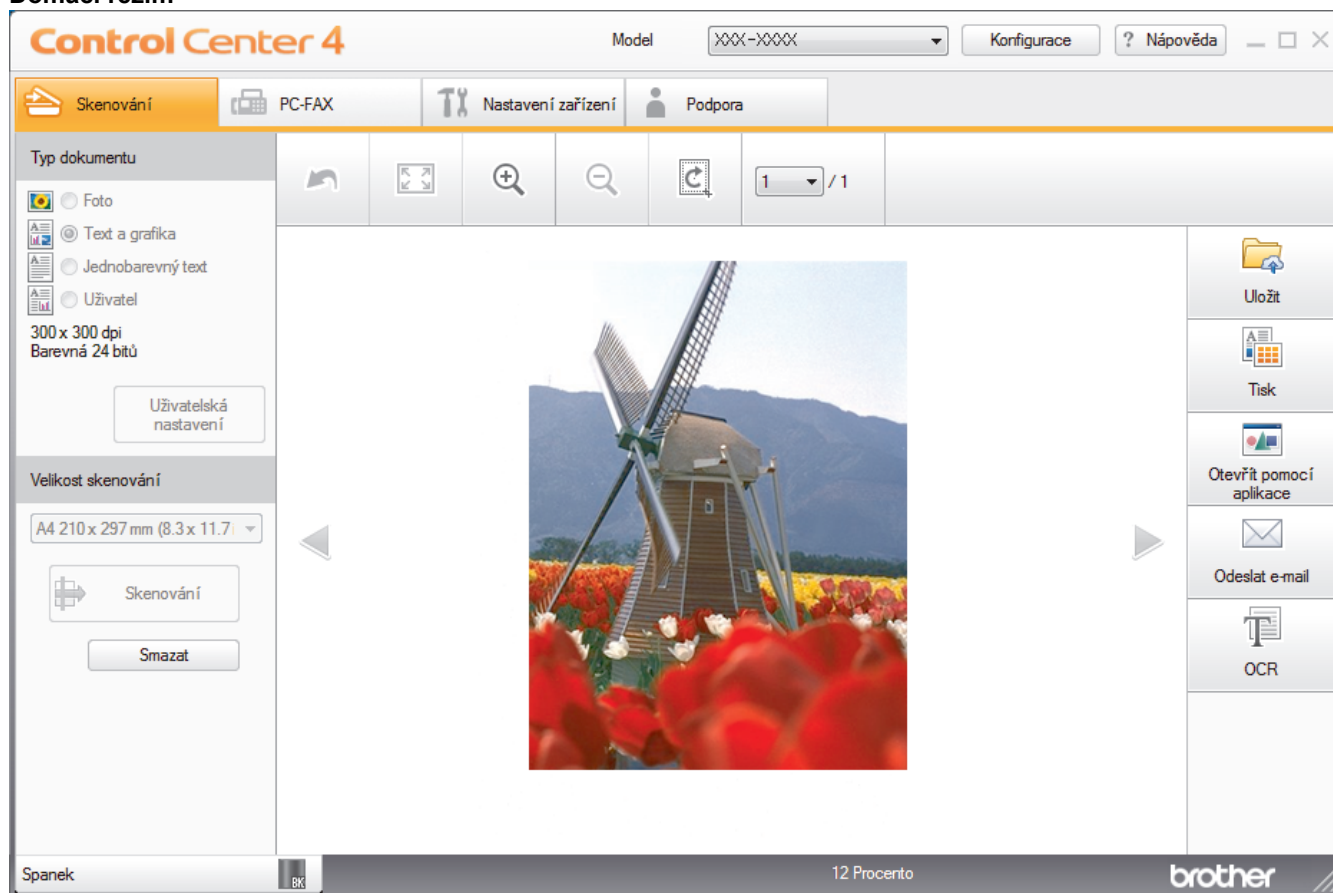 Domácí režim
Control Center 4
Model
XXX-XXXX
Konfigurace
? Nápověda
Skenování
PC-FAX
Nastavení zařízení
Podpora
Typ dokumentu
Foto
Text a grafika
Jednobarevný text
Uživatel
300 x 300 dpi
Barevná 24 bitů
Uživatelská
nastavení
Velikost skenování
A4 210 x 297 mm (8.3 x 11.7
Skenování
Smazat
1 / 1
Uložit
Tisk
Otevřít pomocí
aplikace
Odeslat e-mail
OCR
Spanek
BK
12 Procento
brother